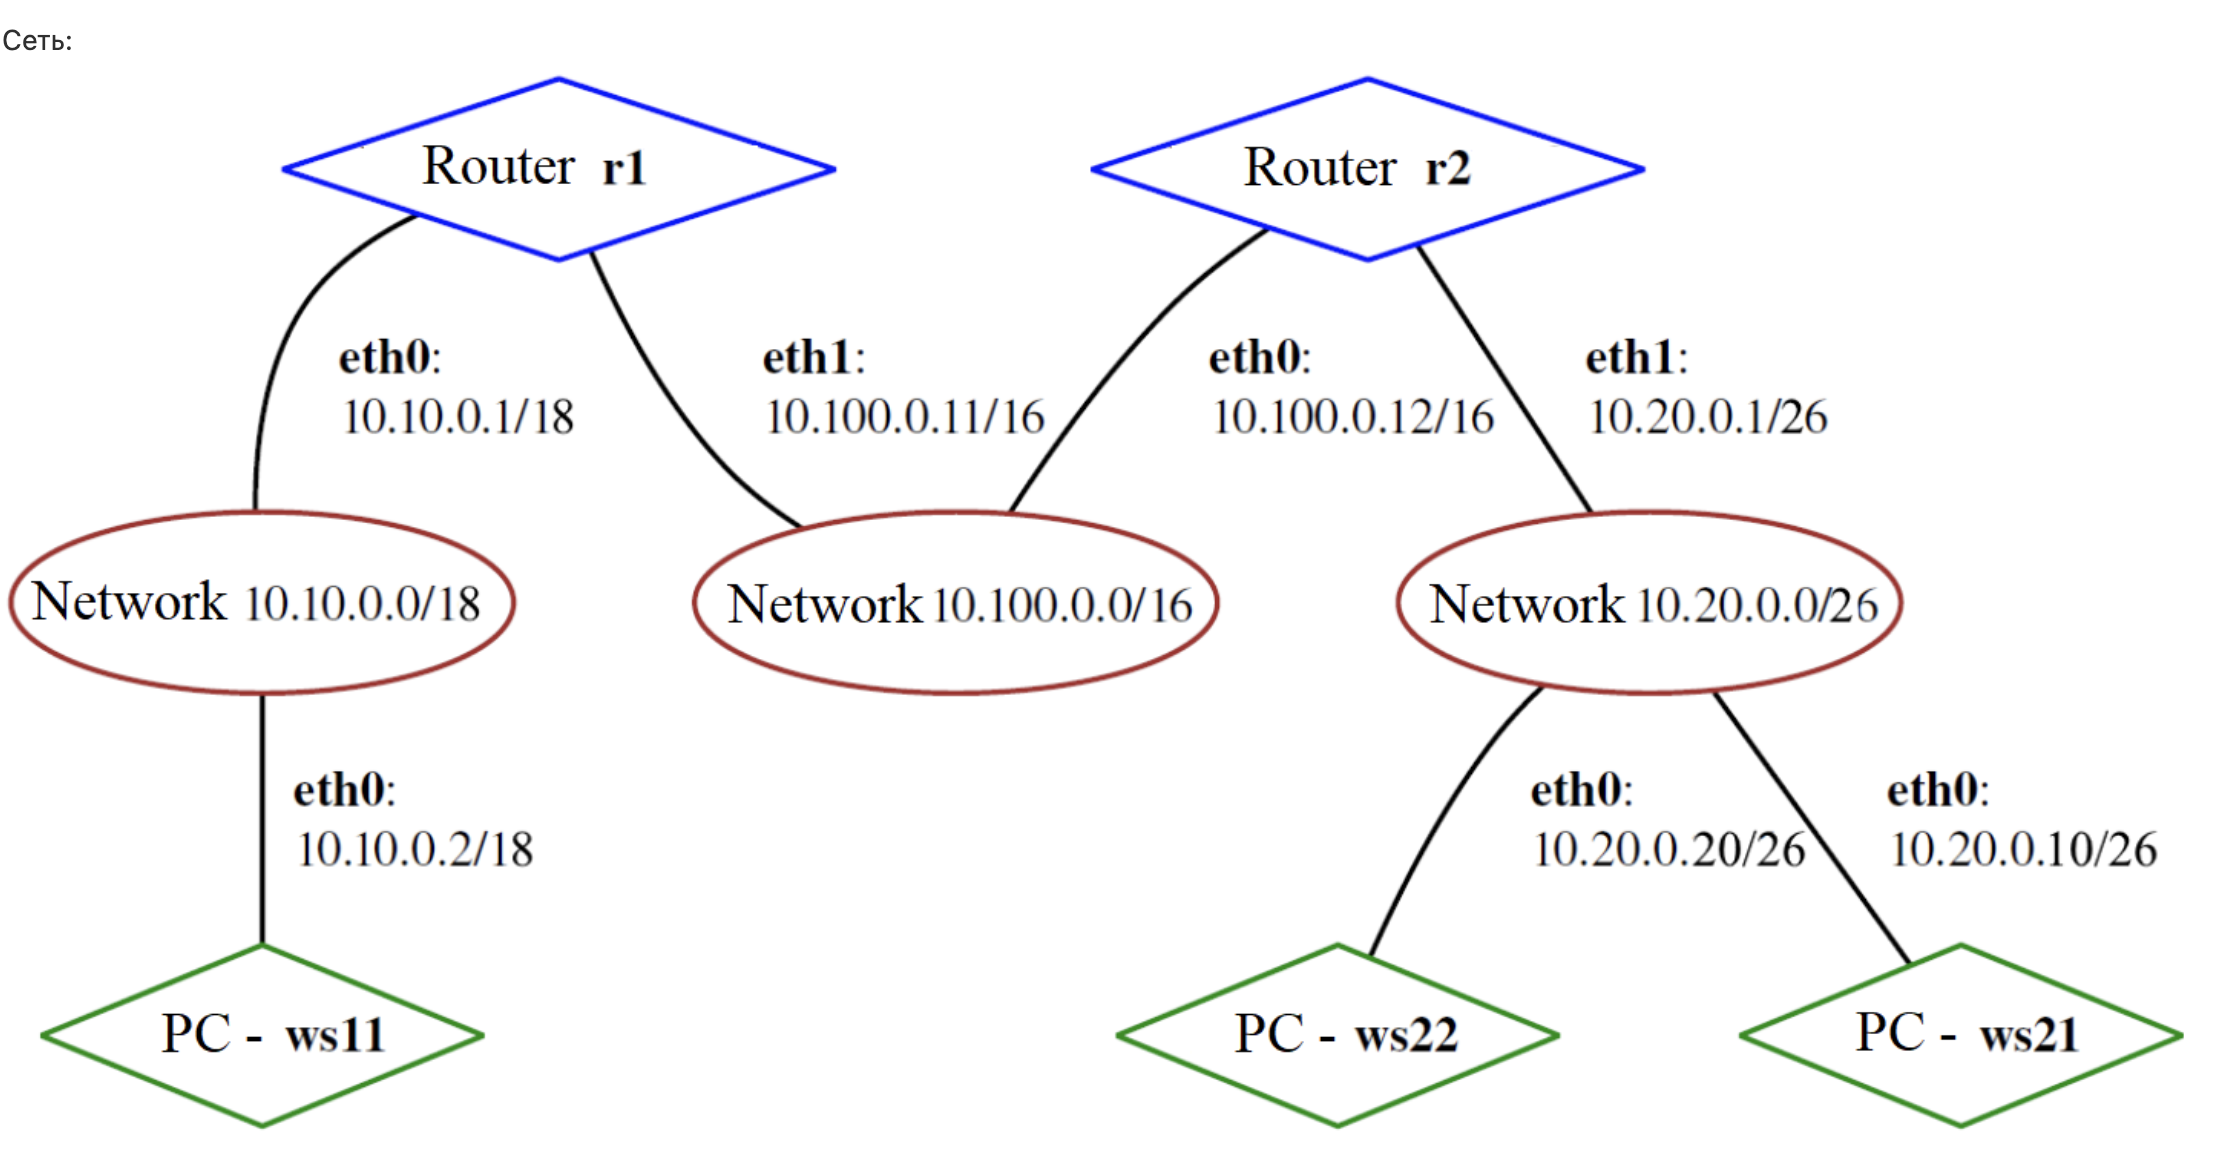 Сеть:
Router r1
Router r2
eth0:
10.10.0.1/18
eth1:
10.100.0.11/16
eth0:
10.100.0.12/16
eth1:
10.20.0.1/26
Network 10.10.0.0/18
Network 10.100.0.0/16
Network 10.20.0.0/26
eth0:
10.10.0.2/18
eth0:
10.20.0.20/26
eth0:
10.20.0.10/26
PC - ws11
PC - ws22
PC - ws21